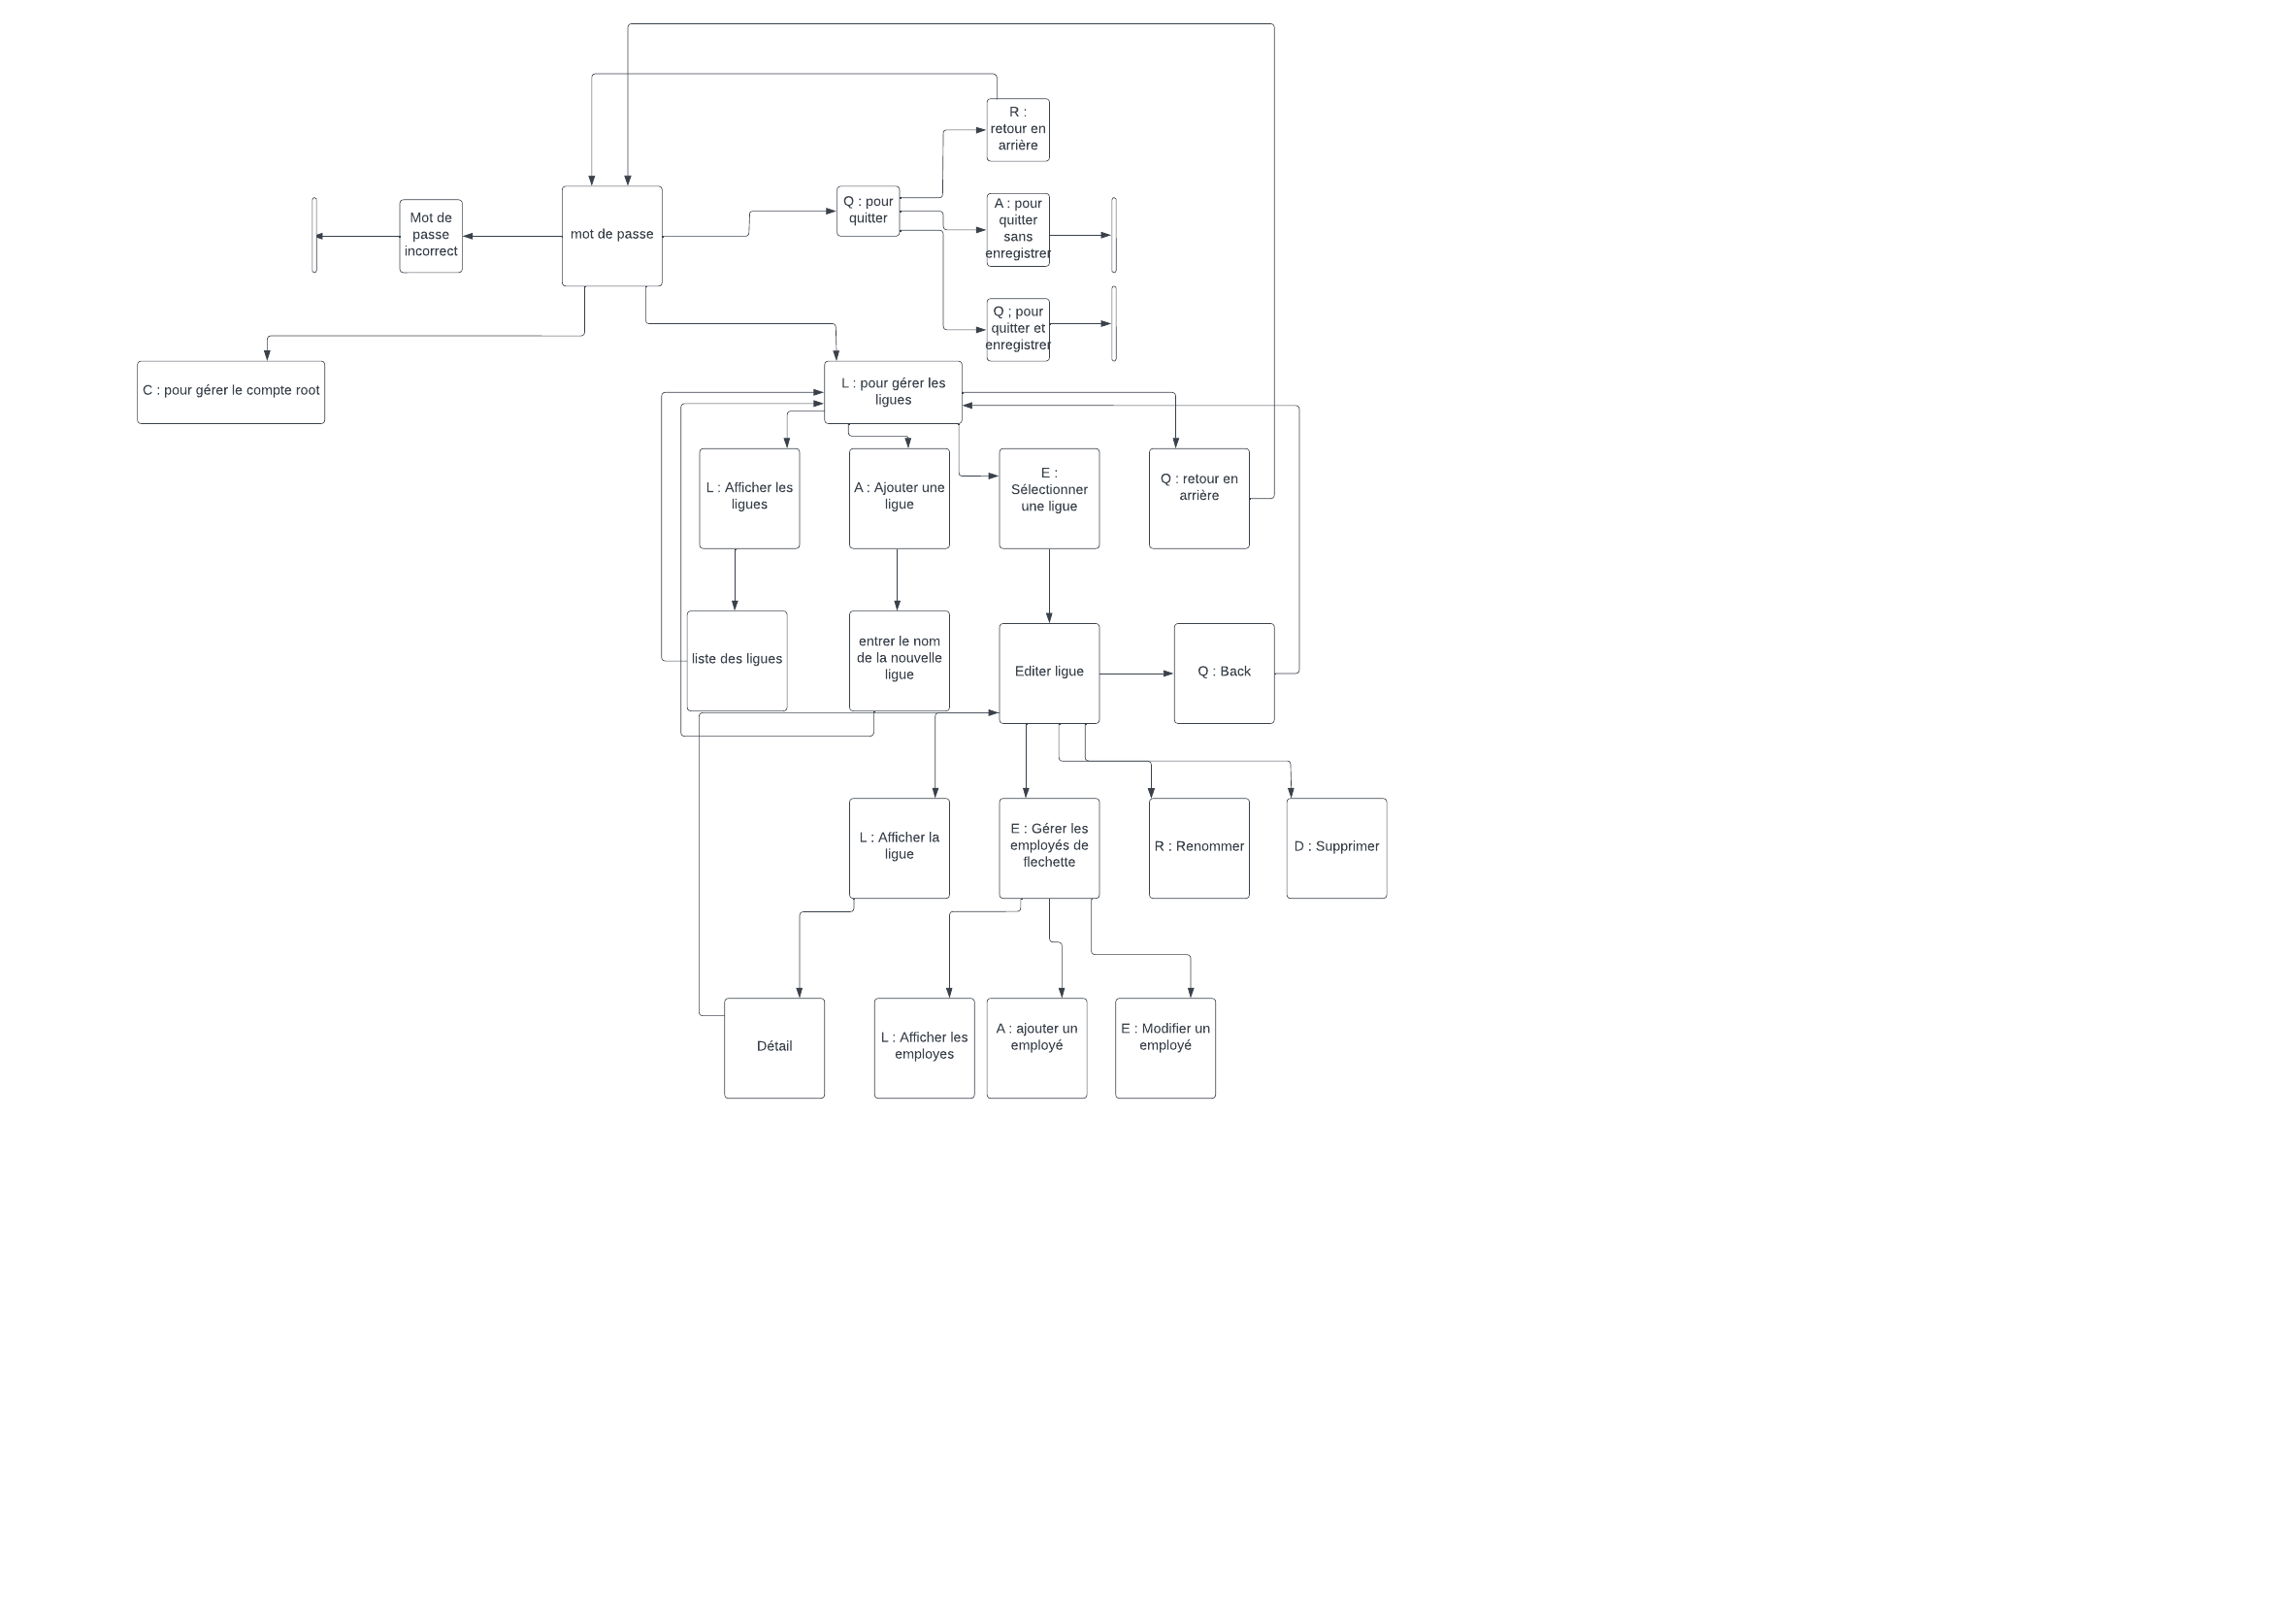 R :
retour en
arrière
Mot de
passe
incorrect
mot de passe
Q : pour
quitter
A : pour
quitter
sans
enregistrer
Q ; pour
quitter et
enregistrer
C : pour gérer le compte root
L : pour gérer les
ligues
L : Afficher les
ligues
A : Ajouter une
ligue
E :
Sélectionner
une ligue
Q : retour en
arrière
liste des ligues
entrer le nom
de la nouvelle
ligue
Editer ligue
Q : Back
L : Afficher la
ligue
E : Gérer les
employés de
flechette
R : Renommer
D : Supprimer
Détail
L : Afficher les
employes
A : ajouter un
employé
E : Modifier un
employé